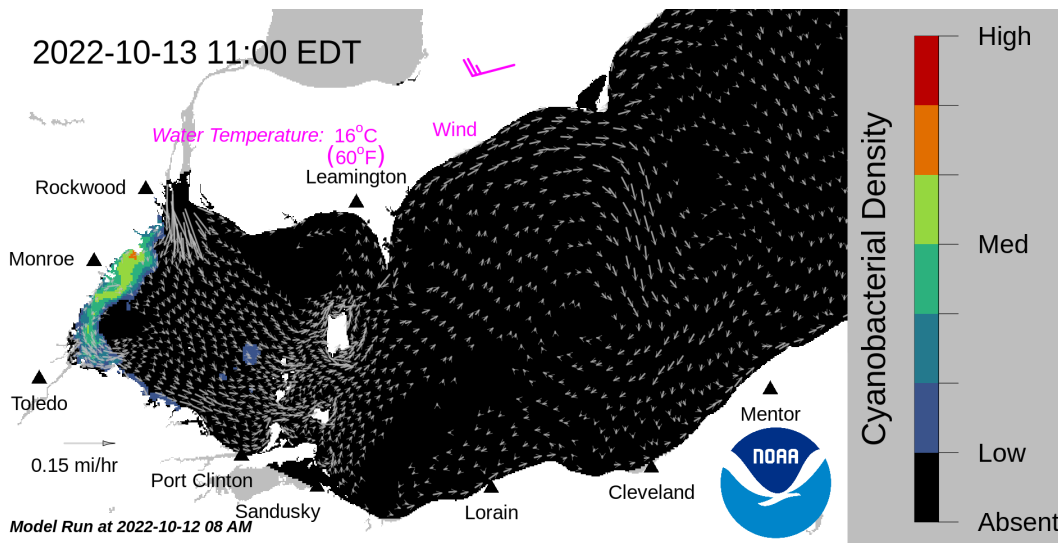 2022-10-13 11:00 EDT
Water Temperature: 16°C
(60°F)
Wind
Leamington
Rockwood
Monroe
Toledo
0.15 mi/hr
Port Clinton
Sandusky
Lorain
Cleveland
Mentor
NOAA
Model Run at 2022-10-12 08 AM
Cyanobacterial Density
High
Med
Low
Absent